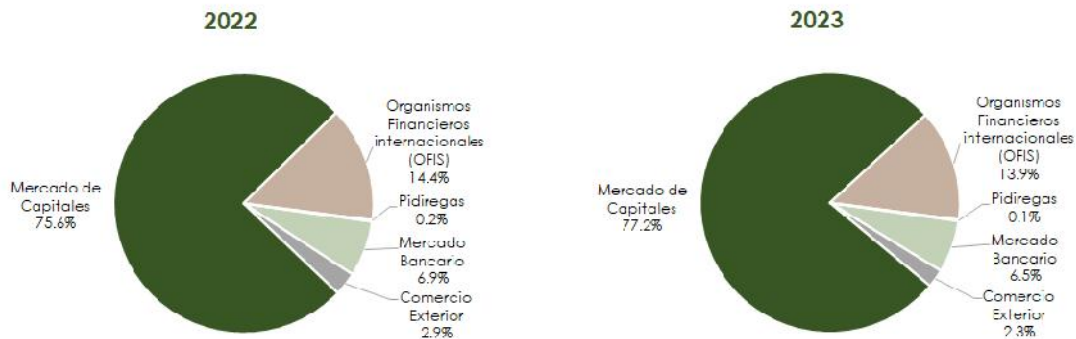 2022
Organismos
Financieros
internacionales
(OFIS)
14.4%
Mercado de
Capitales
75.6%
Pidiregas
0.2%
Mercado
Bancario
6.9%
Comercio
Exterior
2.9%
2023
Organismos
Financieros
internacionales
(OFIS)
13.9%
Mercado de
Capitales
77.2%
Pidiregas
0.1%
Mercado
Bancario
6.5%
Comercio
Exterior
2.3%